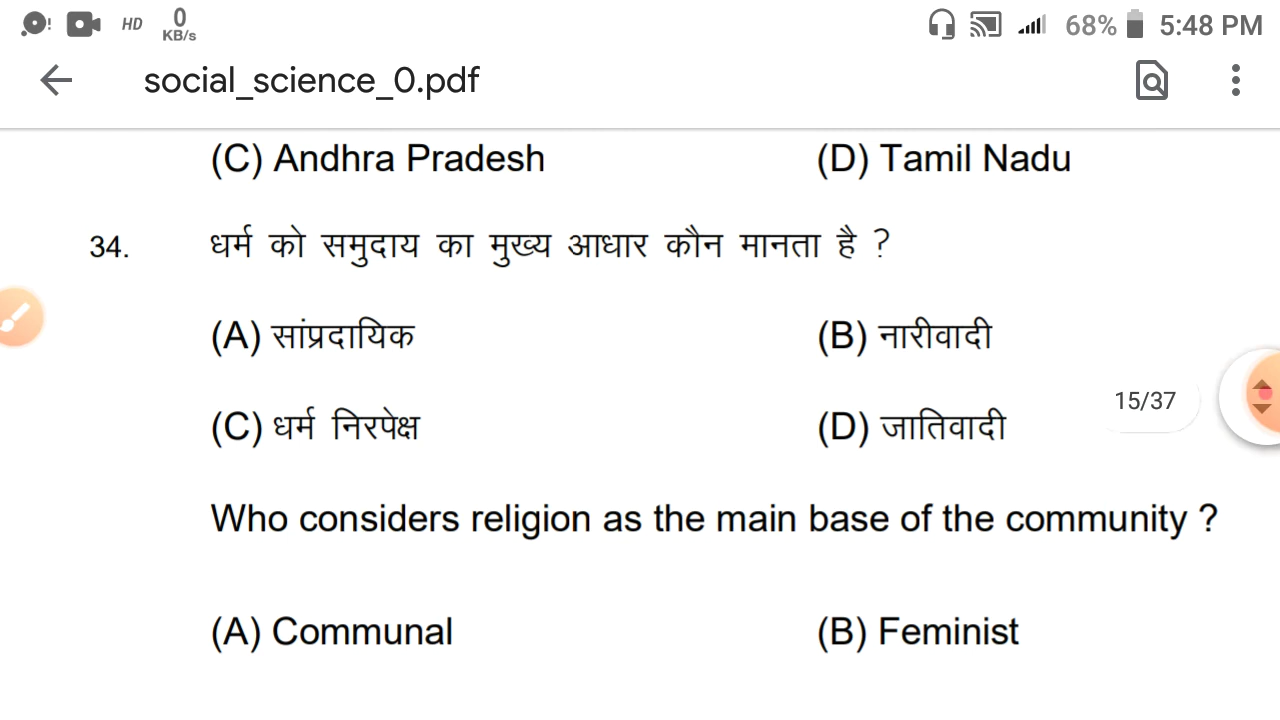 HD 0 KB/s 68% 5:48 PM
social_science_0.pdf
(C) Andhra Pradesh (D) Tamil Nadu
34. धर्म को समुदाय का मुख्य आधार कौन मानता है ?
(A) सांप्रदायिक (B) नारीवादी
15/37
(C) धर्म निरपेक्ष (D) जातिवादी
Who considers religion as the main base of the community ?
(A) Communal (B) Feminist